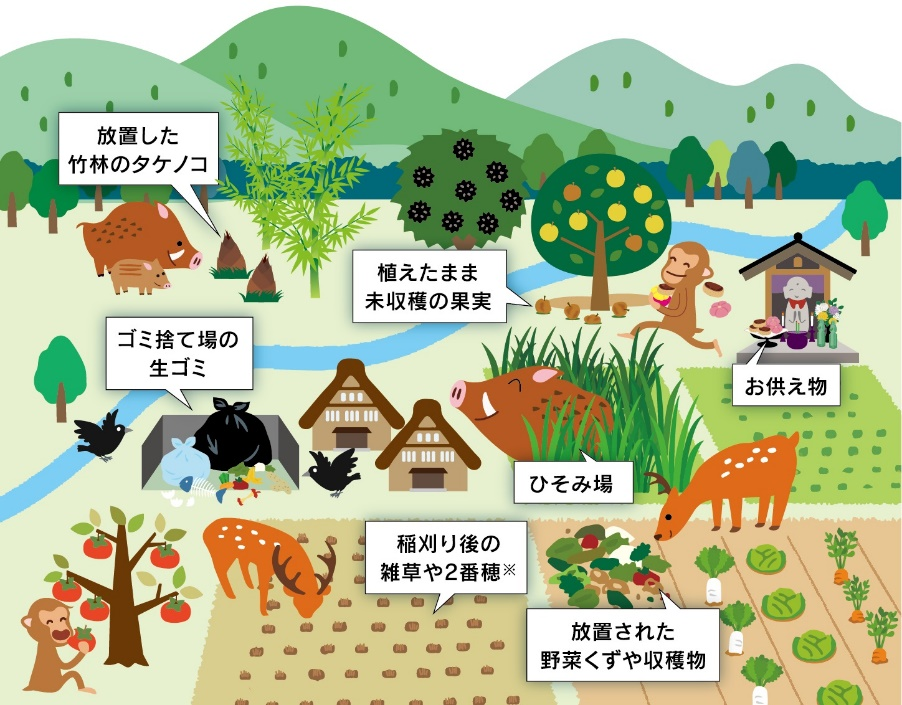 放置した
竹林のタケノコ
植えたまま
未収穫の果実
ゴミ捨て場の
生ゴミ
お供え物
ひそみ場
稲刈り後の
雑草や2番穂※
放置された
野菜くずや収穫物